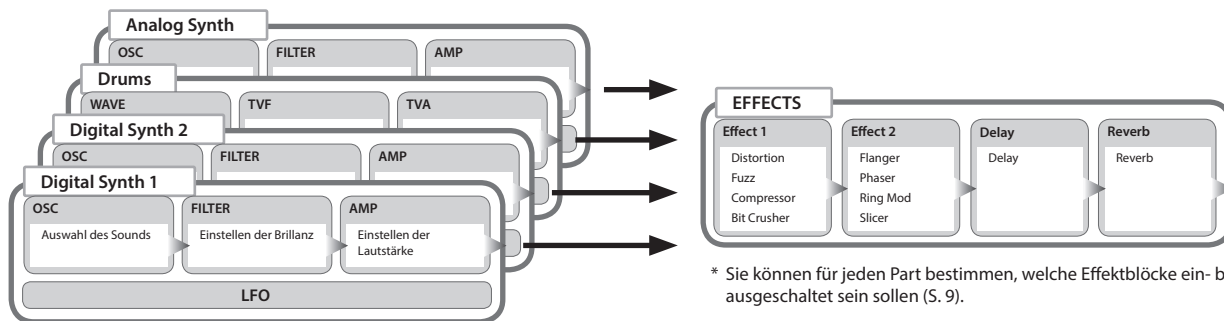 Analog Synth
OSC
FILTER
AMP
Drums
WAVE
TVF
TVA
Digital Synth 2
OSC
FILTER
AMP
Digital Synth 1
OSC
FILTER
AMP
Auswahl des Sounds
Einstellen der Brillanz
Einstellen der
Lautstärke
LFO
EFFECTS
Effect 1
Distortion
Fuzz
Compressor
Bit Crusher
Effect 2
Flanger
Phaser
Ring Mod
Slicer
Delay
Delay
Reverb
Reverb
* Sie können für jeden Part bestimmen, welche Effektblöcke ein- b
ausgeschaltet sein sollen (S. 9).